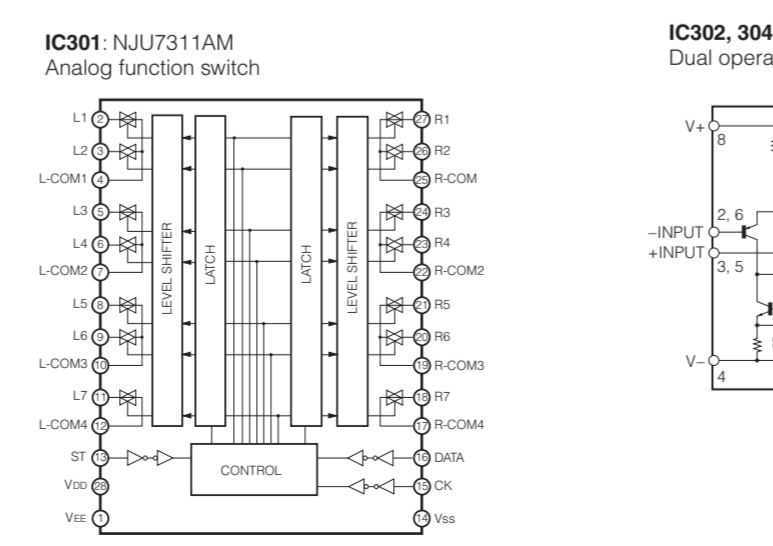 IC301: NJU7311AM
Analog function switch
L1 2
L2 3
L-COM1 4
L3 5
L4 6
L-COM2 7
L5 8
L6 9
L-COM3 10
L7 11
L-COM4 12
ST 13
VDD 28
VEE 1
LEVEL SHIFTER
LATCH
LATCH
LEVEL SHIFTER
CONTROL
27 R1
26 R2
25 R-COM
24 R3
23 R4
22 R-COM2
21 R5
20 R6
19 R-COM3
18 R7
17 R-COM4
16 DATA
15 CK
14 Vss
IC302, 304
Dual opera
V+
8
2, 6
–INPUT
+INPUT
3, 5
V–
4